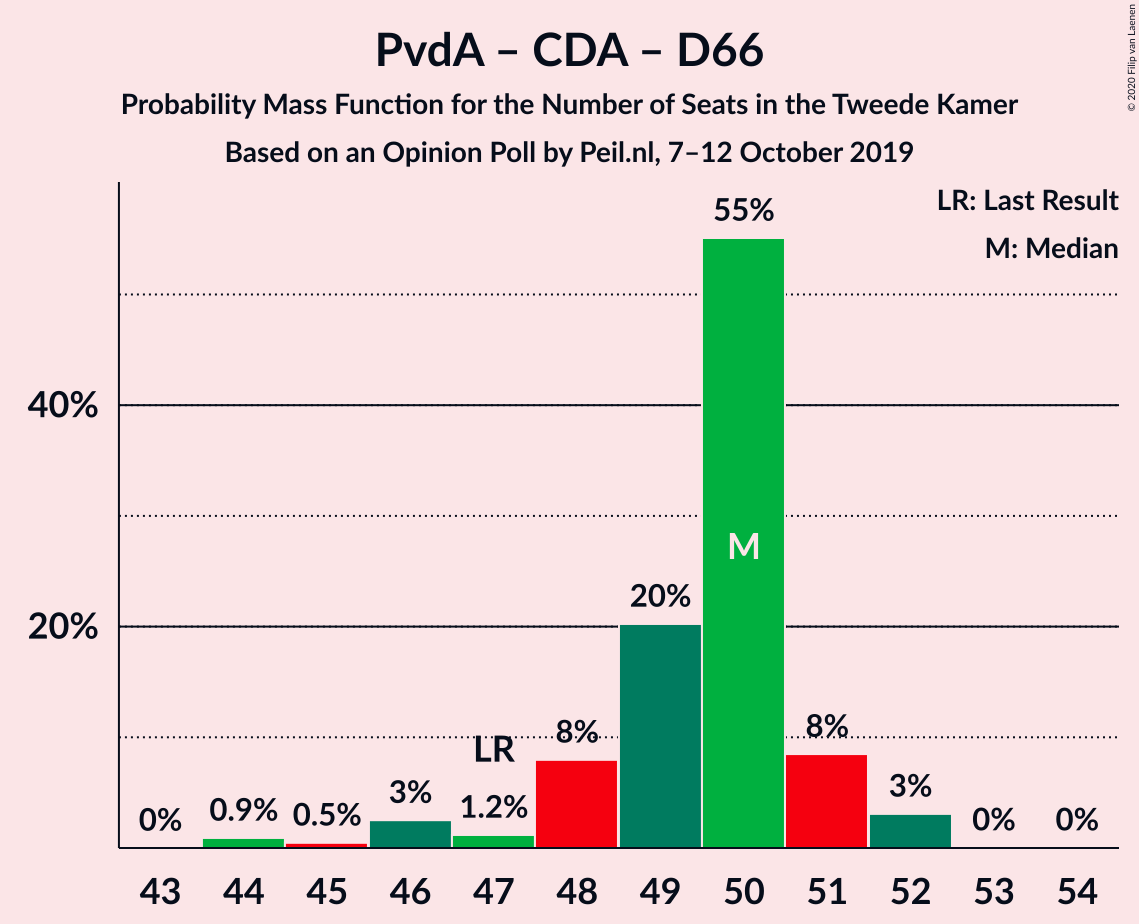 PvdA – CDA – D66
Probability Mass Function for the Number of Seats in the Tweede Kamer
Based on an Opinion Poll by Peil.nl, 7–12 October 2019
© 2020 Filip van Laenen
LR: Last Result
M: Median
55%
40%
M
20%
20%
LR
8%
8%
0%
0.9%
0.5%
3%
1.2%
3%
0%
0%
43 44 45 46 47 48 49 50 51 52 53 54